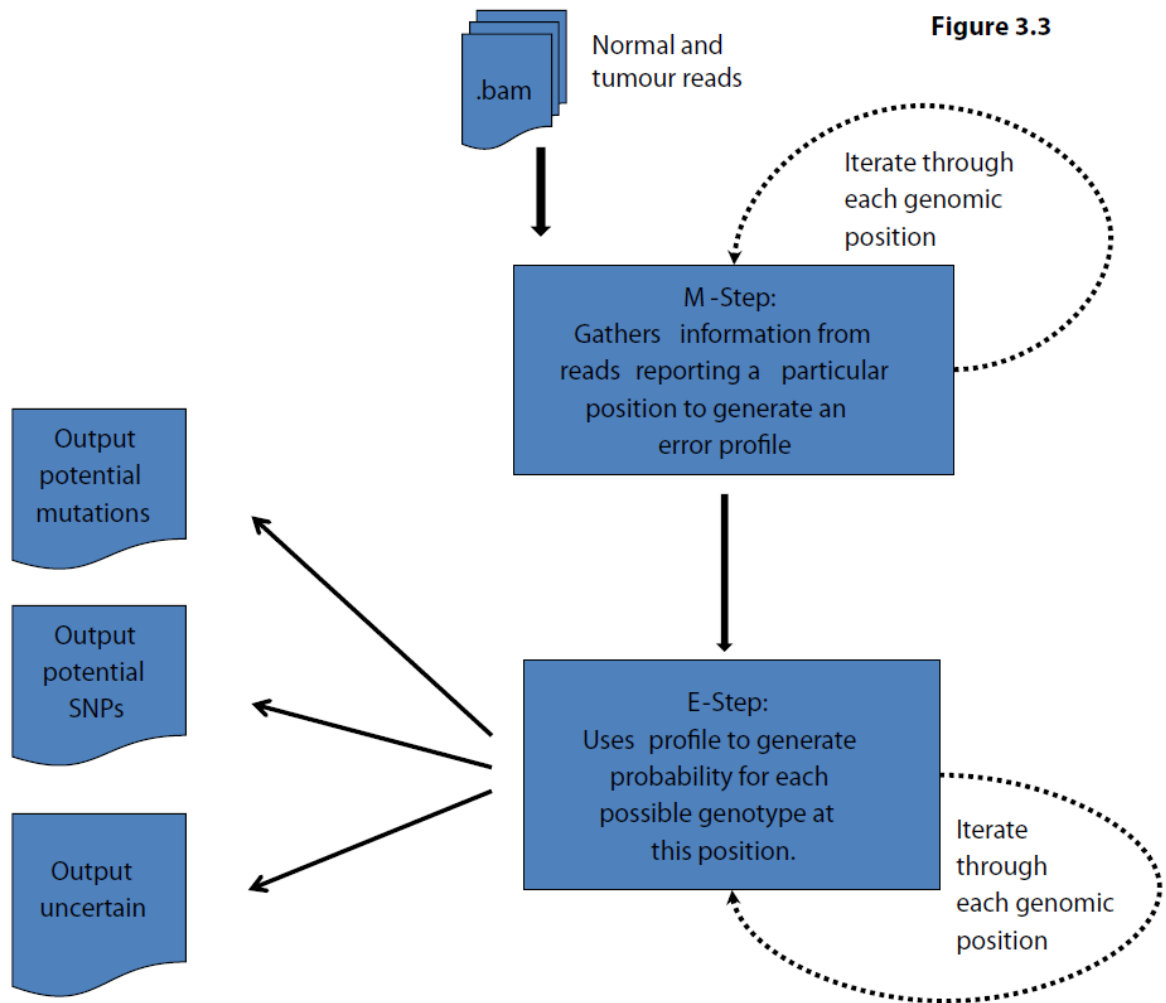 Figure 3.3
Normal and
tumour reads
.bam
Iterate through
each genomic
position
M-Step:
Gathers information from
reads reporting a particular
position to generate an
error profile
Output
potential
mutations
Output
potential
SNPs
Output
uncertain
E-Step:
Uses profile to generate
probability for each
possible genotype at
this position.
Iterate
through
each genomic
position